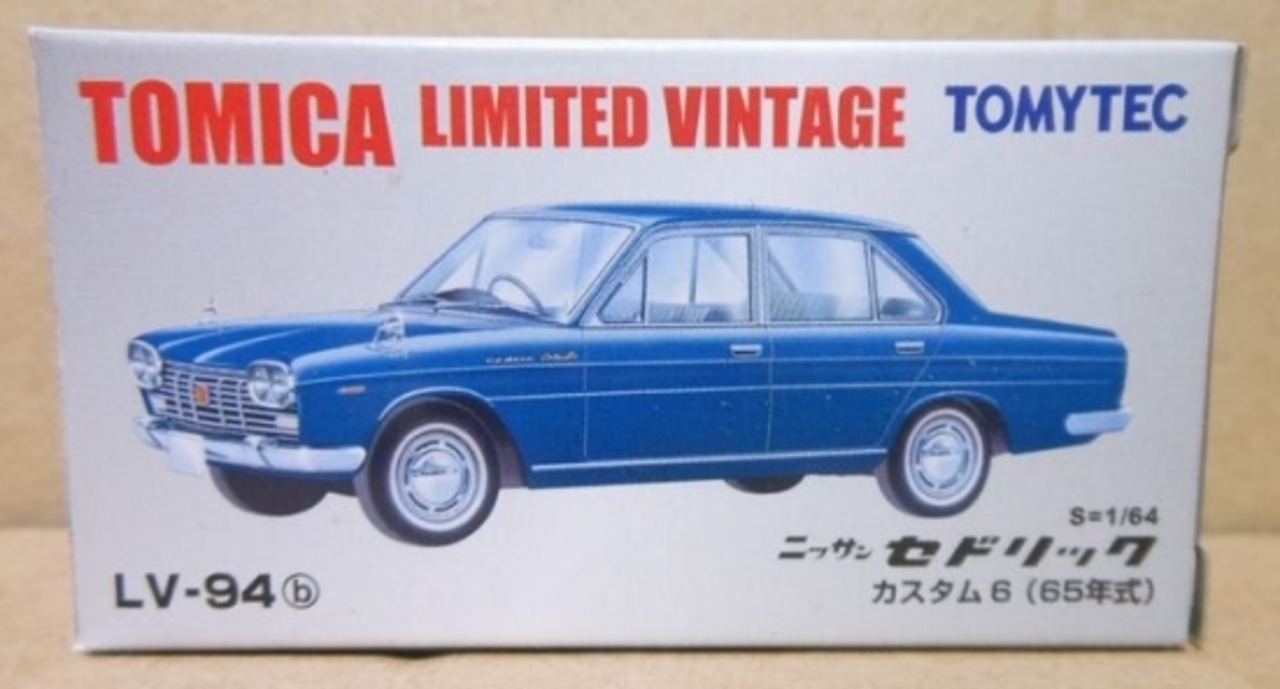 TOMICA LIMITED VINTAGE TOMYTEC
S=1/64
ニッサン セドリック
LV-94ⓑ カスタム6 (65年式)